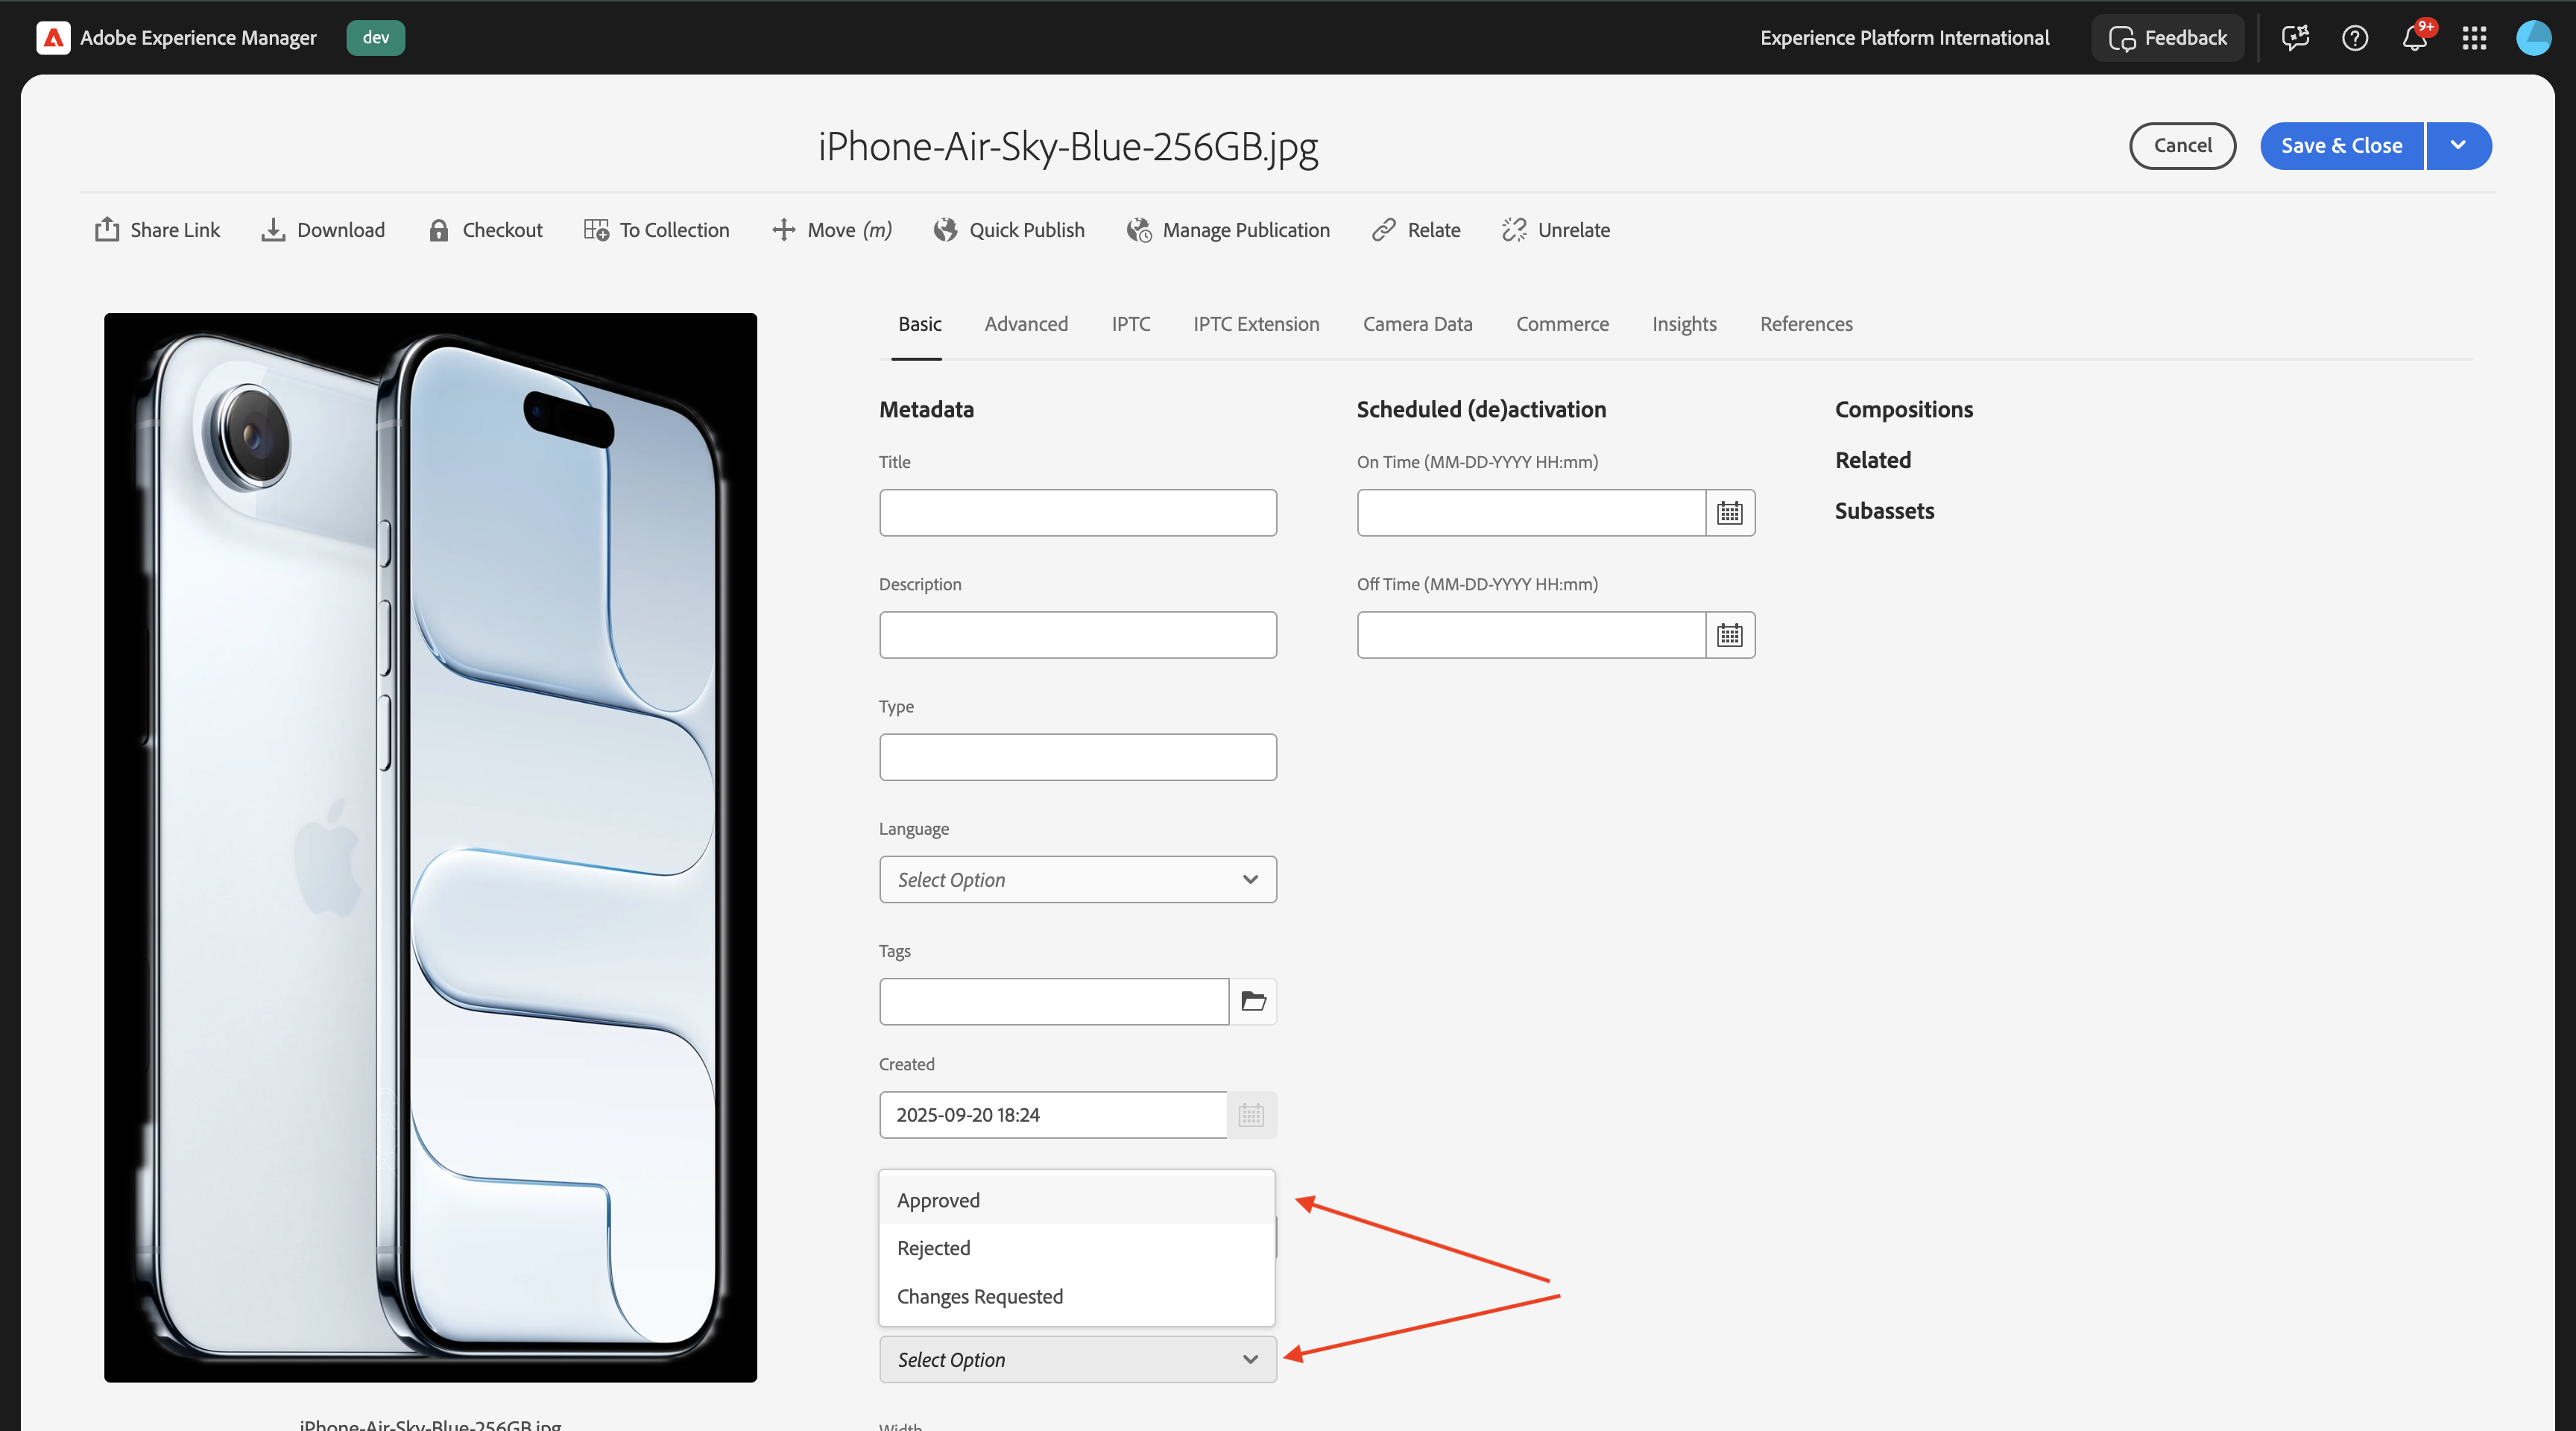 Adobe Experience Manager
dev
Experience Platform International
Feedback
9+
iPhone-Air-Sky-Blue-256GB.jpg
Cancel
Save & Close
Share Link
Download
Checkout
To Collection
Move (m)
Quick Publish
Manage Publication
Relate
Unrelate
Basic
Advanced
IPTC
IPTC Extension
Camera Data
Commerce
Insights
References
Metadata
Title
Description
Type
Language
Select Option
Tags
Created
2025-09-20 18:24
Approved
Rejected
Changes Requested
Select Option
Width
Scheduled (de)activation
On Time (MM-DD-YYYY HH:mm)
Off Time (MM-DD-YYYY HH:mm)
Compositions
Related
Subassets
iPhone-Air-Sky-Blue-256GB.jpg